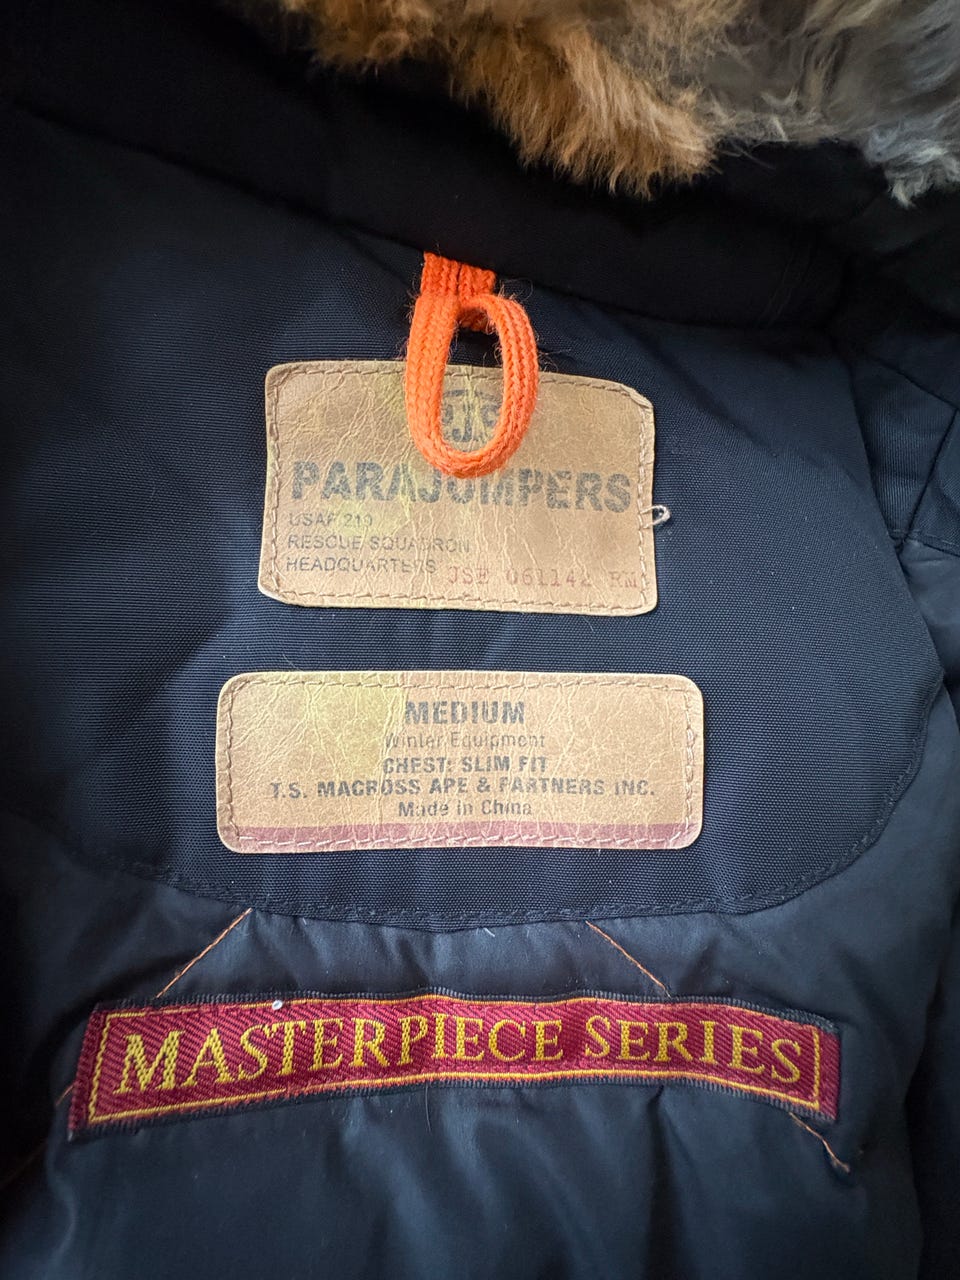 PJS
PARAJUMPERS
USAF 210
RESCUE SQUADRON
HEADQUARTERS JSE 061142 RM
MEDIUM
Winter Equipment
CHEST: SLIM FIT
T.S. MACROSS APE & PARTNERS INC.
Made in China
MASTERPIECE SERIES